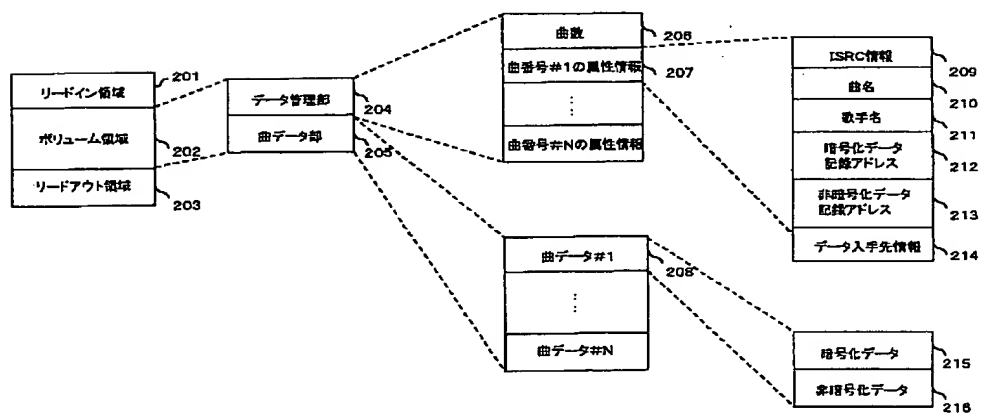 リードイン領域
201
ボリューム領域
202
リードアウト領域
203
データ管理部
204
曲データ部
205
曲数
206
曲番号#1の属性情報
207
⋮
曲番号#Nの属性情報
ISRC情報
209
曲名
210
歌手名
211
暗号化データ
記録アドレス
212
非暗号化データ
記録アドレス
213
データ入手先情報
214
曲データ#1
208
⋮
曲データ#N
暗号化データ
215
非暗号化データ
216